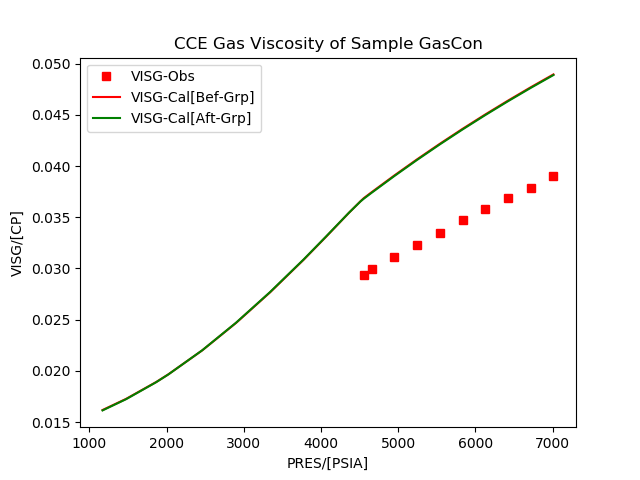 CCE Gas Viscosity of Sample GasCon
VISG-Obs
VISG-Cal[Bef-Grp]
VISG-Cal[Aft-Grp]
VISG/[CP]
0.050
0.045
0.040
0.035
0.030
0.025
0.020
0.015
1000 2000 3000 4000 5000 6000 7000
PRES/[PSIA]